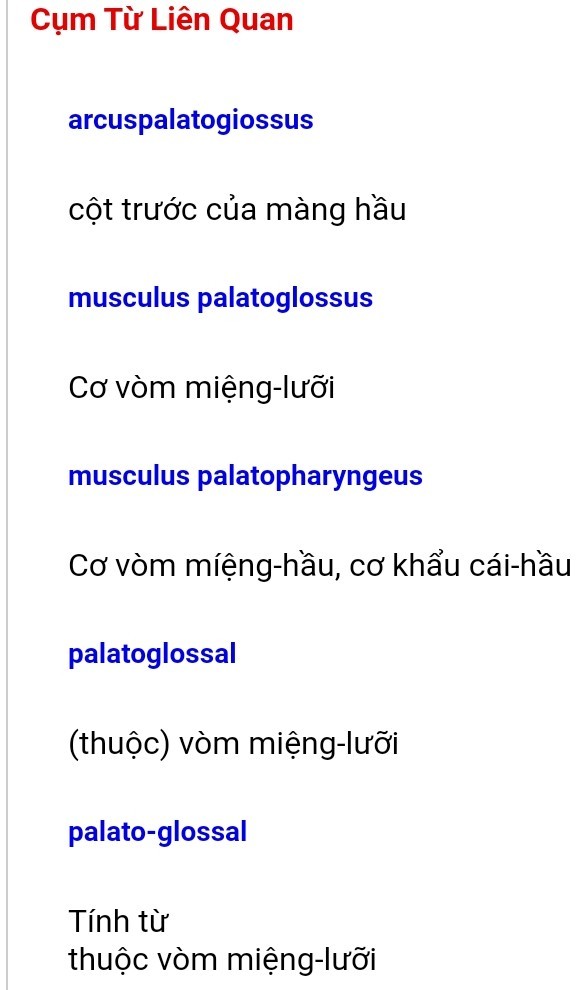 Cụm Từ Liên Quan
arcuspalatogiossus
cột trước của màng hầu
musculus palatoglossus
Cơ vòm miệng-lưỡi
musculus palatopharyngeus
Cơ vòm míệng-hầu, cơ khẩu cái-hầu
palatoglossal
(thuộc) vòm miệng-lưỡi
palato-glossal
Tính từ
thuộc vòm miệng-lưỡi